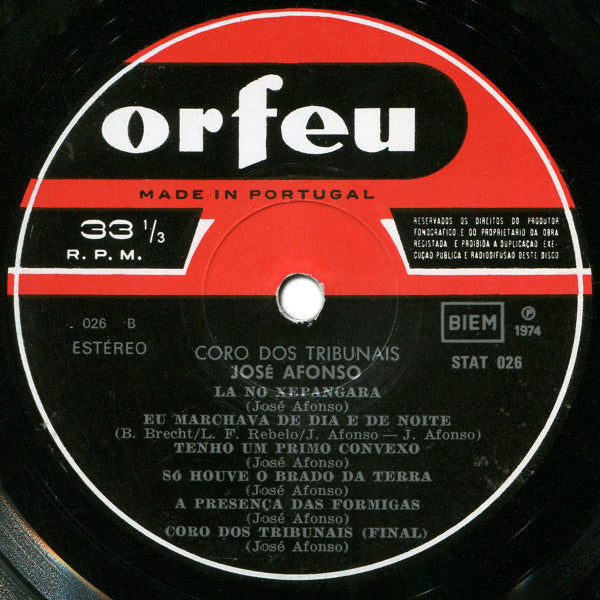 orfeu
MADE IN PORTUGAL
33 1/3
R. P. M.
RESERVADOS OS DIREITOS DO PRODUTOR
FONOGRÁFICO E DO PROPRIETÁRIO DA OBRA
REGISTADA E PROIBIDA A DUPLICAÇÃO, EXE-
CUÇÃO PÚBLICA E RADIODIFUSÃO DESTE DISCO
. 026 B
ESTÉREO
BIEM
℗
1974
STAT 026
CORO DOS TRIBUNAIS
JOSÉ AFONSO
LA NO XEPANGARA
(José Afonso)
EU MARCHAVA DE DIA E DE NOITE
(B. Brecht/L. F. Rebelo/J. Afonso — J. Afonso)
TENHO UM PRIMO CONVEXO
(José Afonso)
SÓ HOUVE O BRADO DA TERRA
(José Afonso)
A PRESENÇA DAS FORMIGAS
(José Afonso)
CORO DOS TRIBUNAIS (FINAL)
(José Afonso)